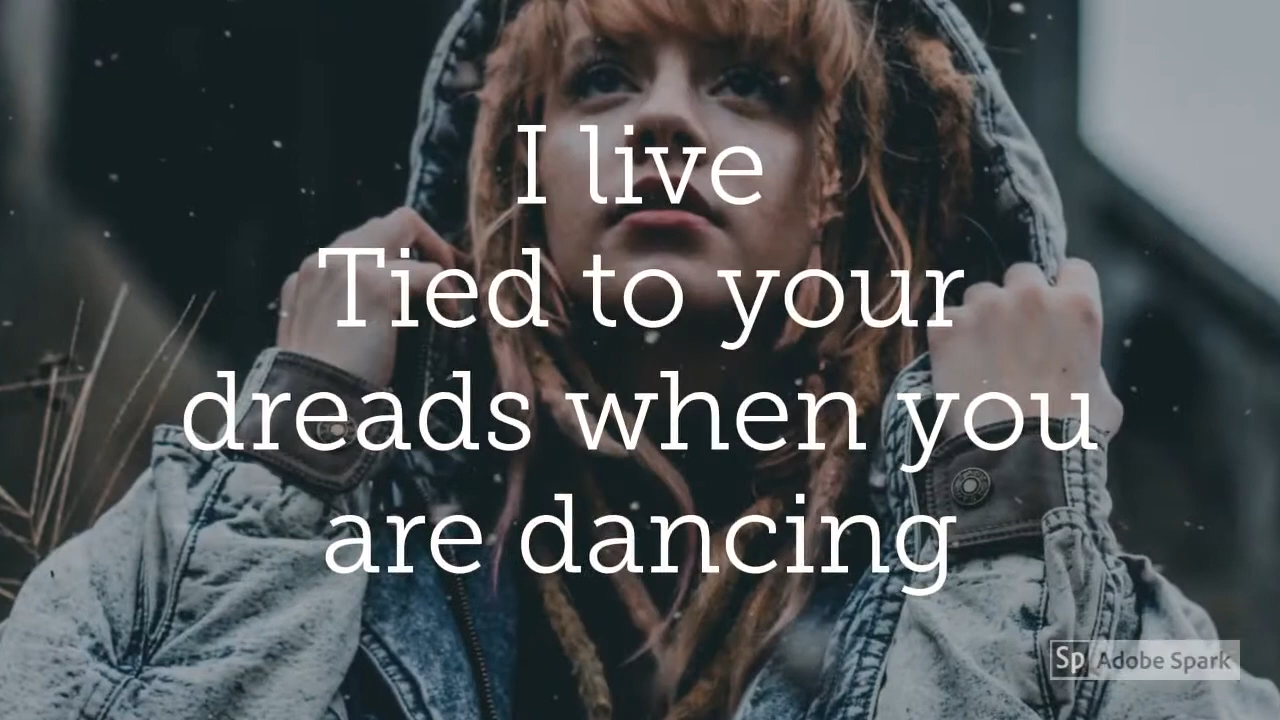 I live
Tied to your
dreads when you
are dancing
Sp Adobe Spark